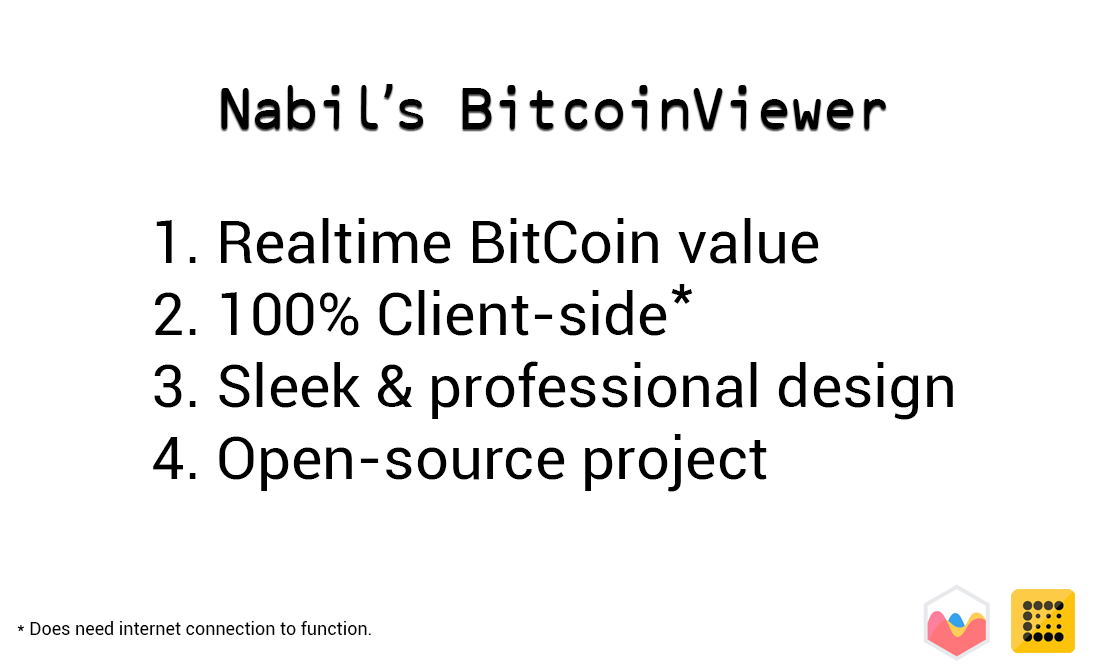 Nabil's BitcoinViewer
1. Realtime BitCoin value
2. 100% Client-side*
3. Sleek & professional design
4. Open-source project
* Does need internet connection to function.